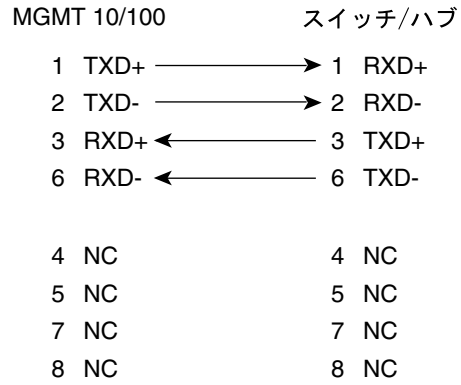 MGMT 10/100 スイッチ/ハブ
1 TXD+ 1 RXD+
2 TXD- 2 RXD-
3 RXD+ 3 TXD+
6 RXD- 6 TXD-
4 NC 4 NC
5 NC 5 NC
7 NC 7 NC
8 NC 8 NC